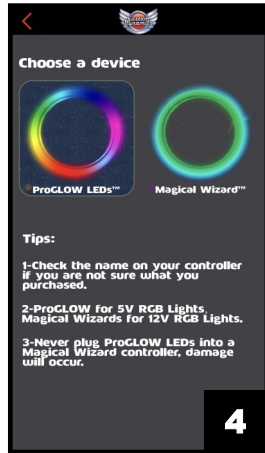 Choose a device
ProGLOW LEDs™
Magical Wizard™
Tips:
1-Check the name on your controller
if you are not sure what you
purchased.
2-ProGLOW for 5V RGB Lights,
Magical Wizards for 12V RGB Lights.
3-Never plug ProGLOW LEDs into a
Magical Wizard controller, damage
will occur.
4